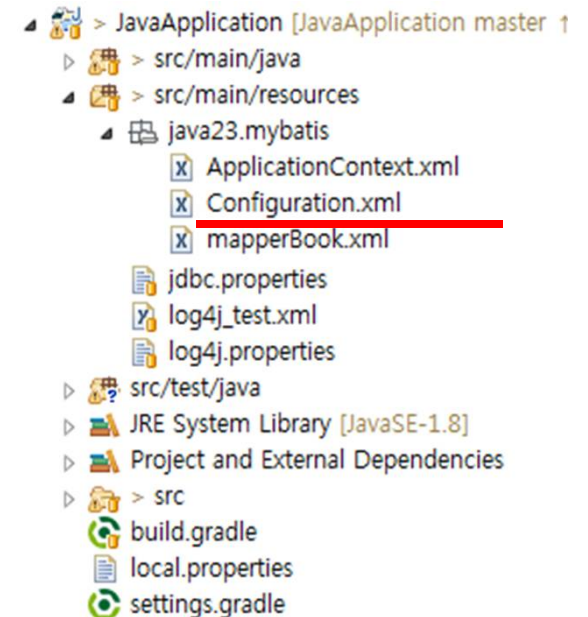 > JavaApplication [JavaApplication master ↑
> src/main/java
> src/main/resources
java23.mybatis
ApplicationContext.xml
Configuration.xml
mapperBook.xml
jdbc.properties
log4j_test.xml
log4j.properties
src/test/java
JRE System Library [JavaSE-1.8]
Project and External Dependencies
> src
build.gradle
local.properties
settings.gradle